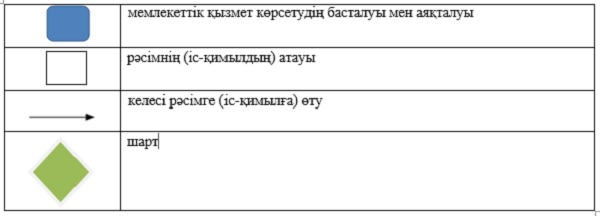 мемлекеттік қызмет көрсетудің басталуы мен аяқталуы
рәсімнің (іс-қимылдың) атауы
келесі рәсімге (іс-қимылға) өту
шарт